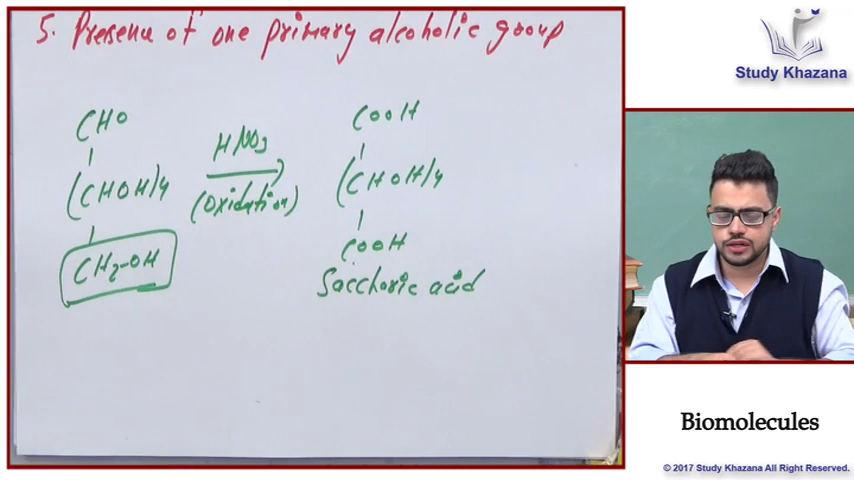 5. Presence of one primary alcoholic group
CHO
(CHOH)4
CH2-OH
HNO3
(Oxidation)
COOH
(CHOH)4
COOH
Saccharic acid
Study Khazana
Biomolecules
© 2017 Study Khazana All Right Reserved.